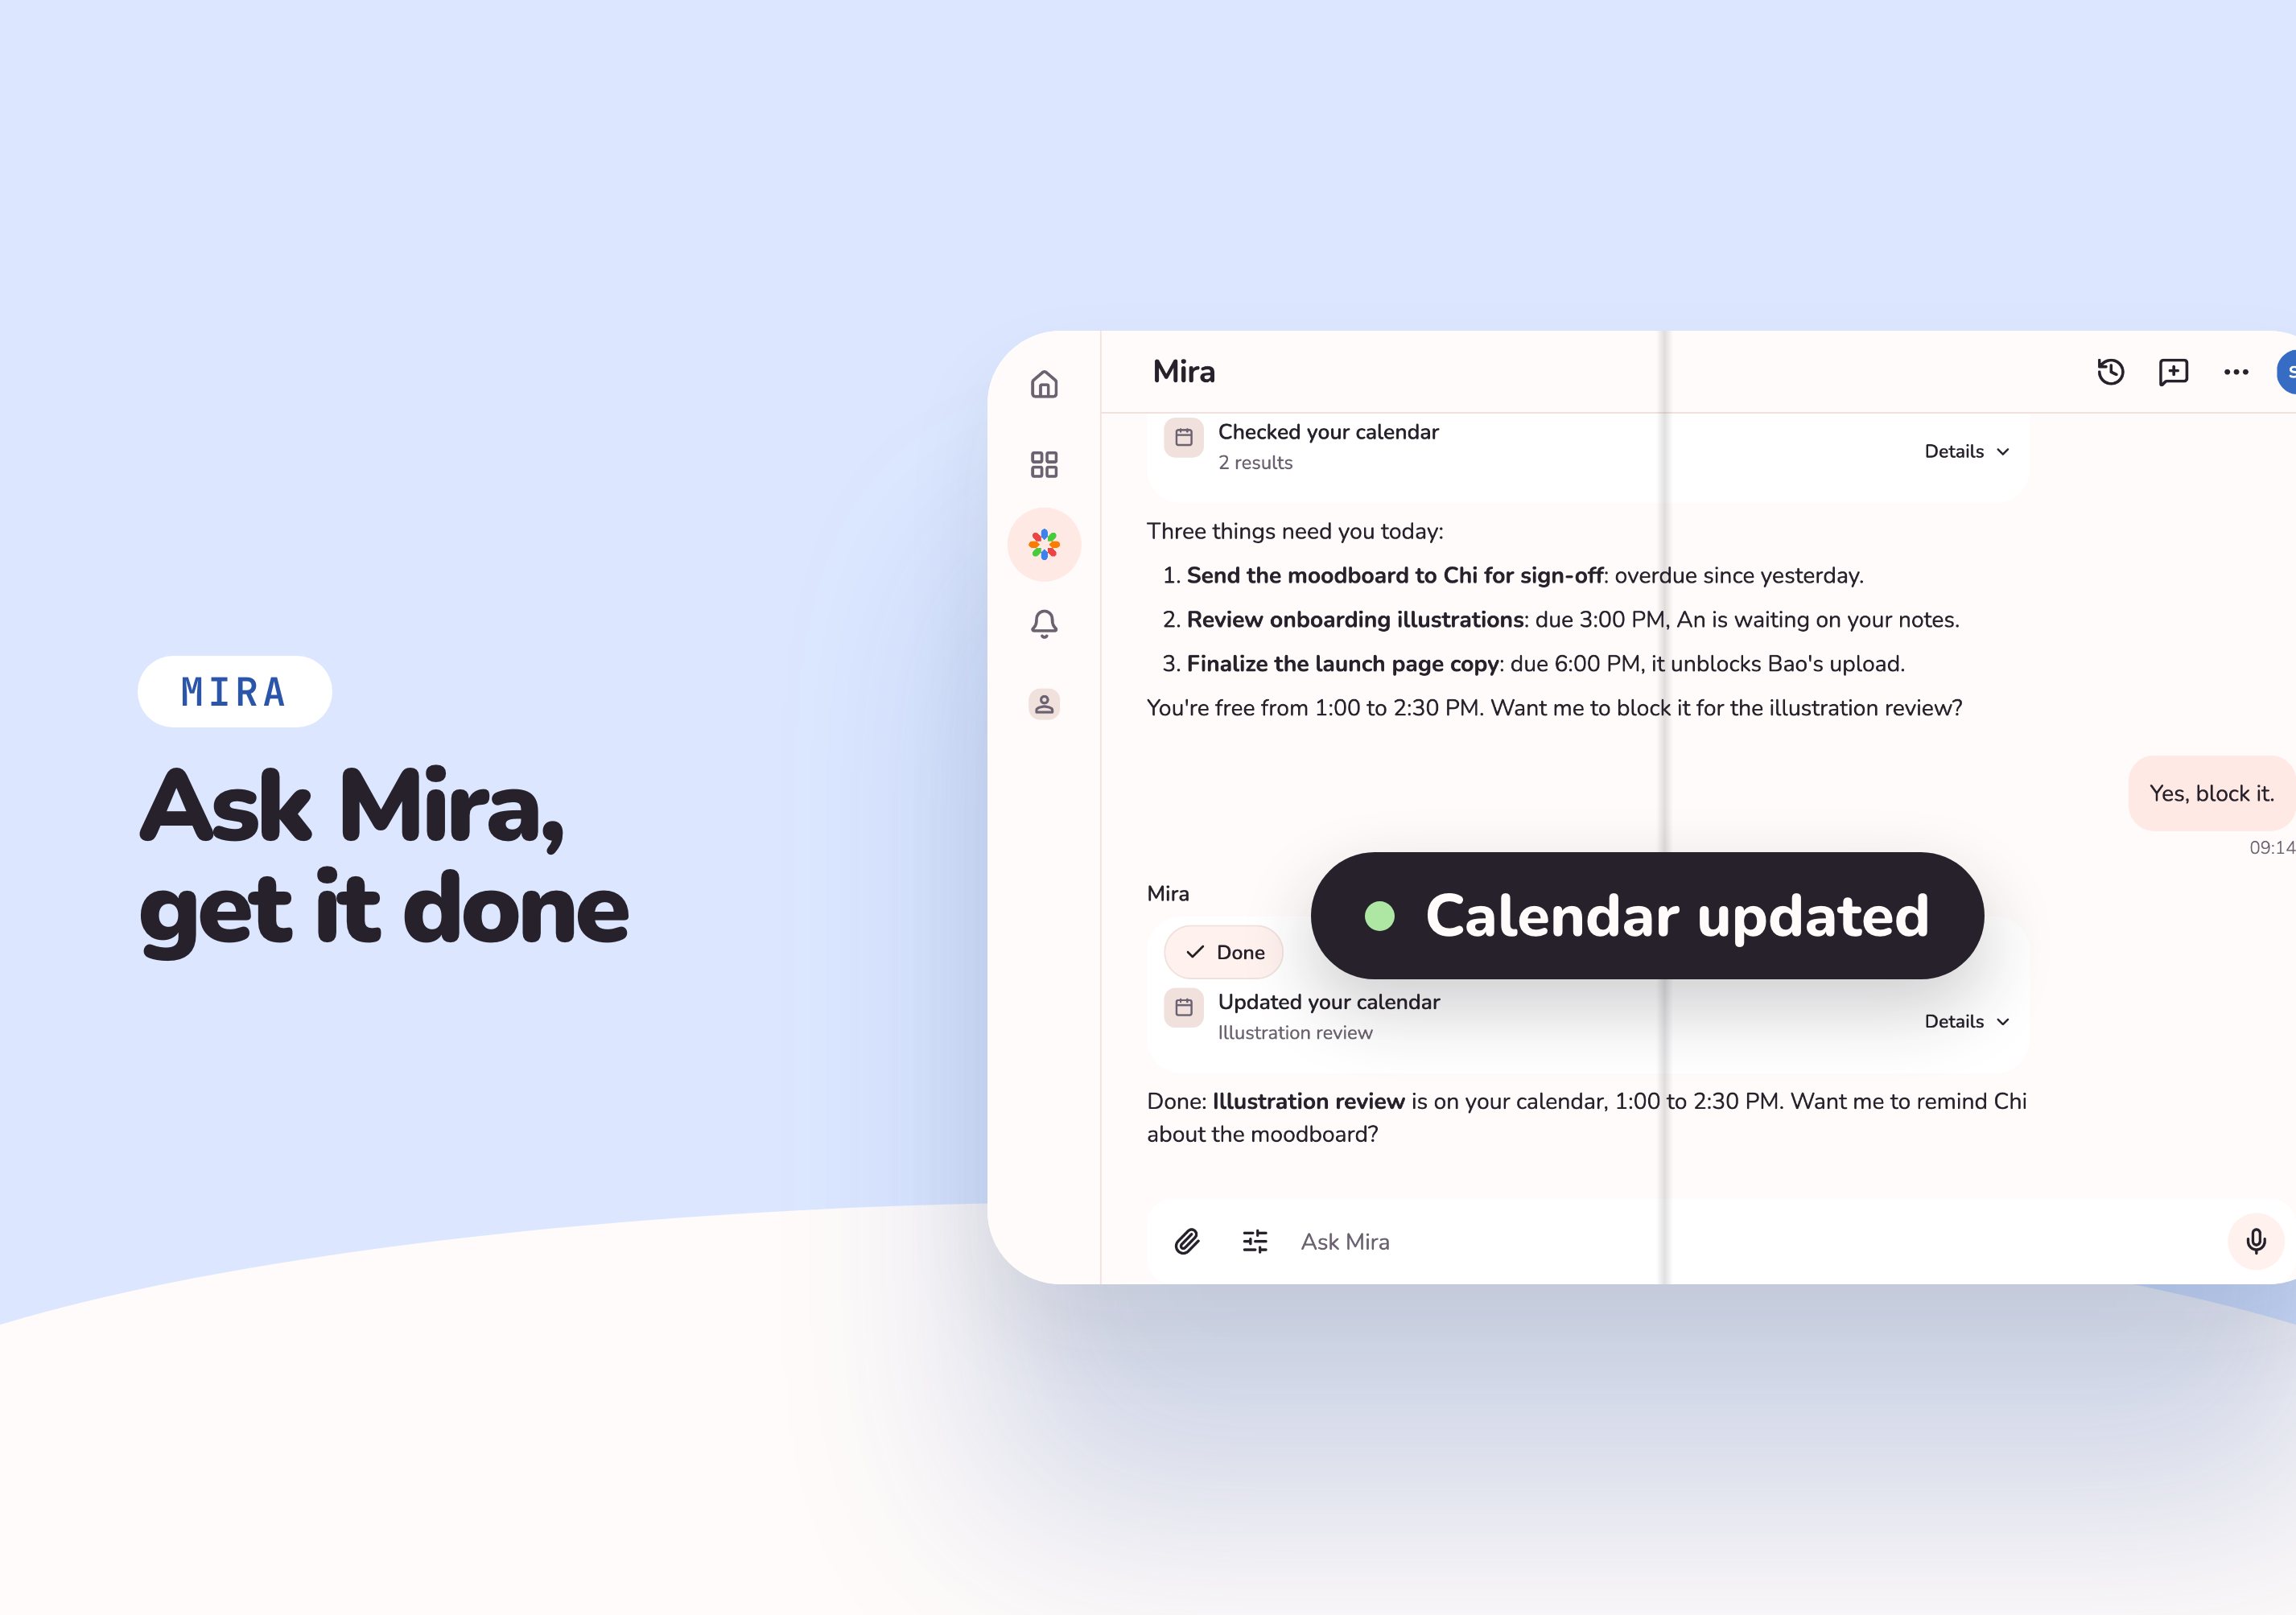 MIRA
Ask Mira,
get it done
Mira
Checked your calendar
2 results
Details
Three things need you today:
1. Send the moodboard to Chi for sign-off: overdue since yesterday.
2. Review onboarding illustrations: due 3:00 PM, An is waiting on your notes.
3. Finalize the launch page copy: due 6:00 PM, it unblocks Bao's upload.
You're free from 1:00 to 2:30 PM. Want me to block it for the illustration review?
Yes, block it.
09:14
Mira
Calendar updated
Done
Updated your calendar
Illustration review
Details
Done: Illustration review is on your calendar, 1:00 to 2:30 PM. Want me to remind Chi
about the moodboard?
Ask Mira